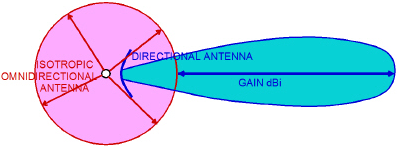 ISOTROPIC
OMNIDIRECTIONAL
ANTENNA
DIRECTIONAL ANTENNA
GAIN dBi